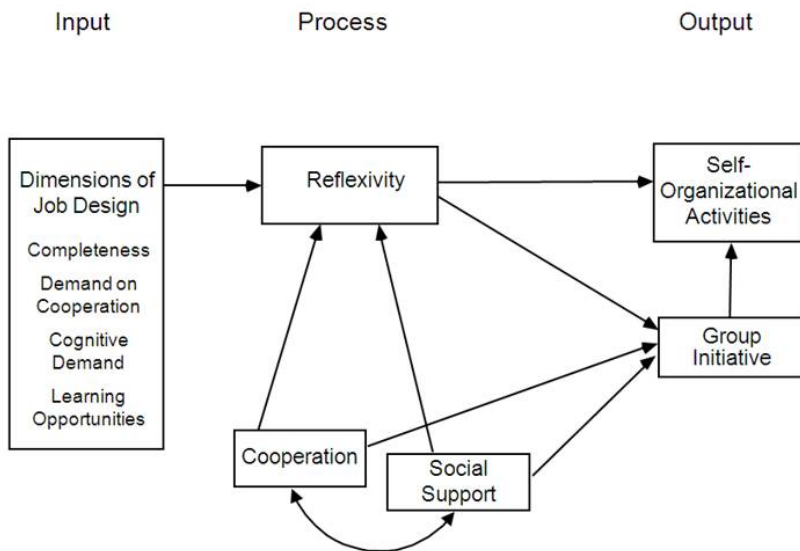 Input
Process
Output
Dimensions of
Job Design
Completeness
Demand on
Cooperation
Cognitive
Demand
Learning
Opportunities
Reflexivity
Cooperation
Social
Support
Self-
Organizational
Activities
Group
Initiative